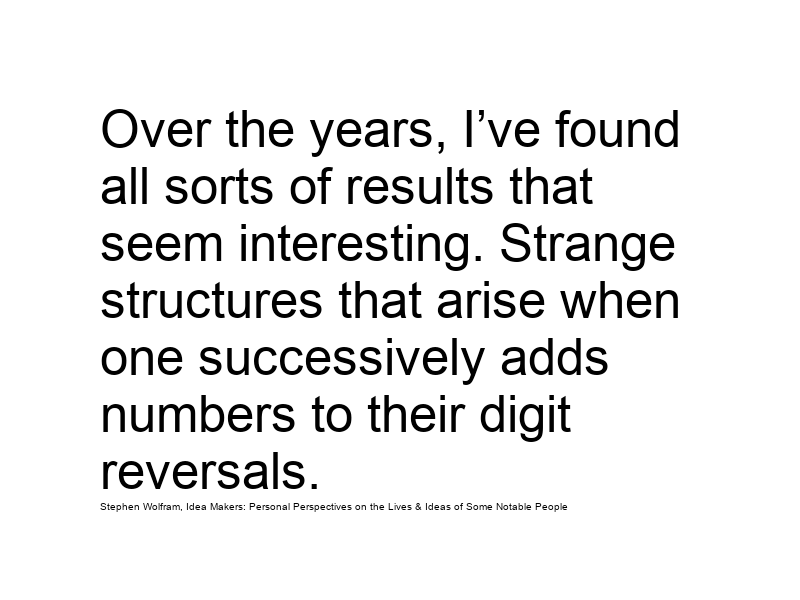 Over the years, I’ve found
all sorts of results that
seem interesting. Strange
structures that arise when
one successively adds
numbers to their digit
reversals.
Stephen Wolfram, Idea Makers: Personal Perspectives on the Lives & Ideas of Some Notable People